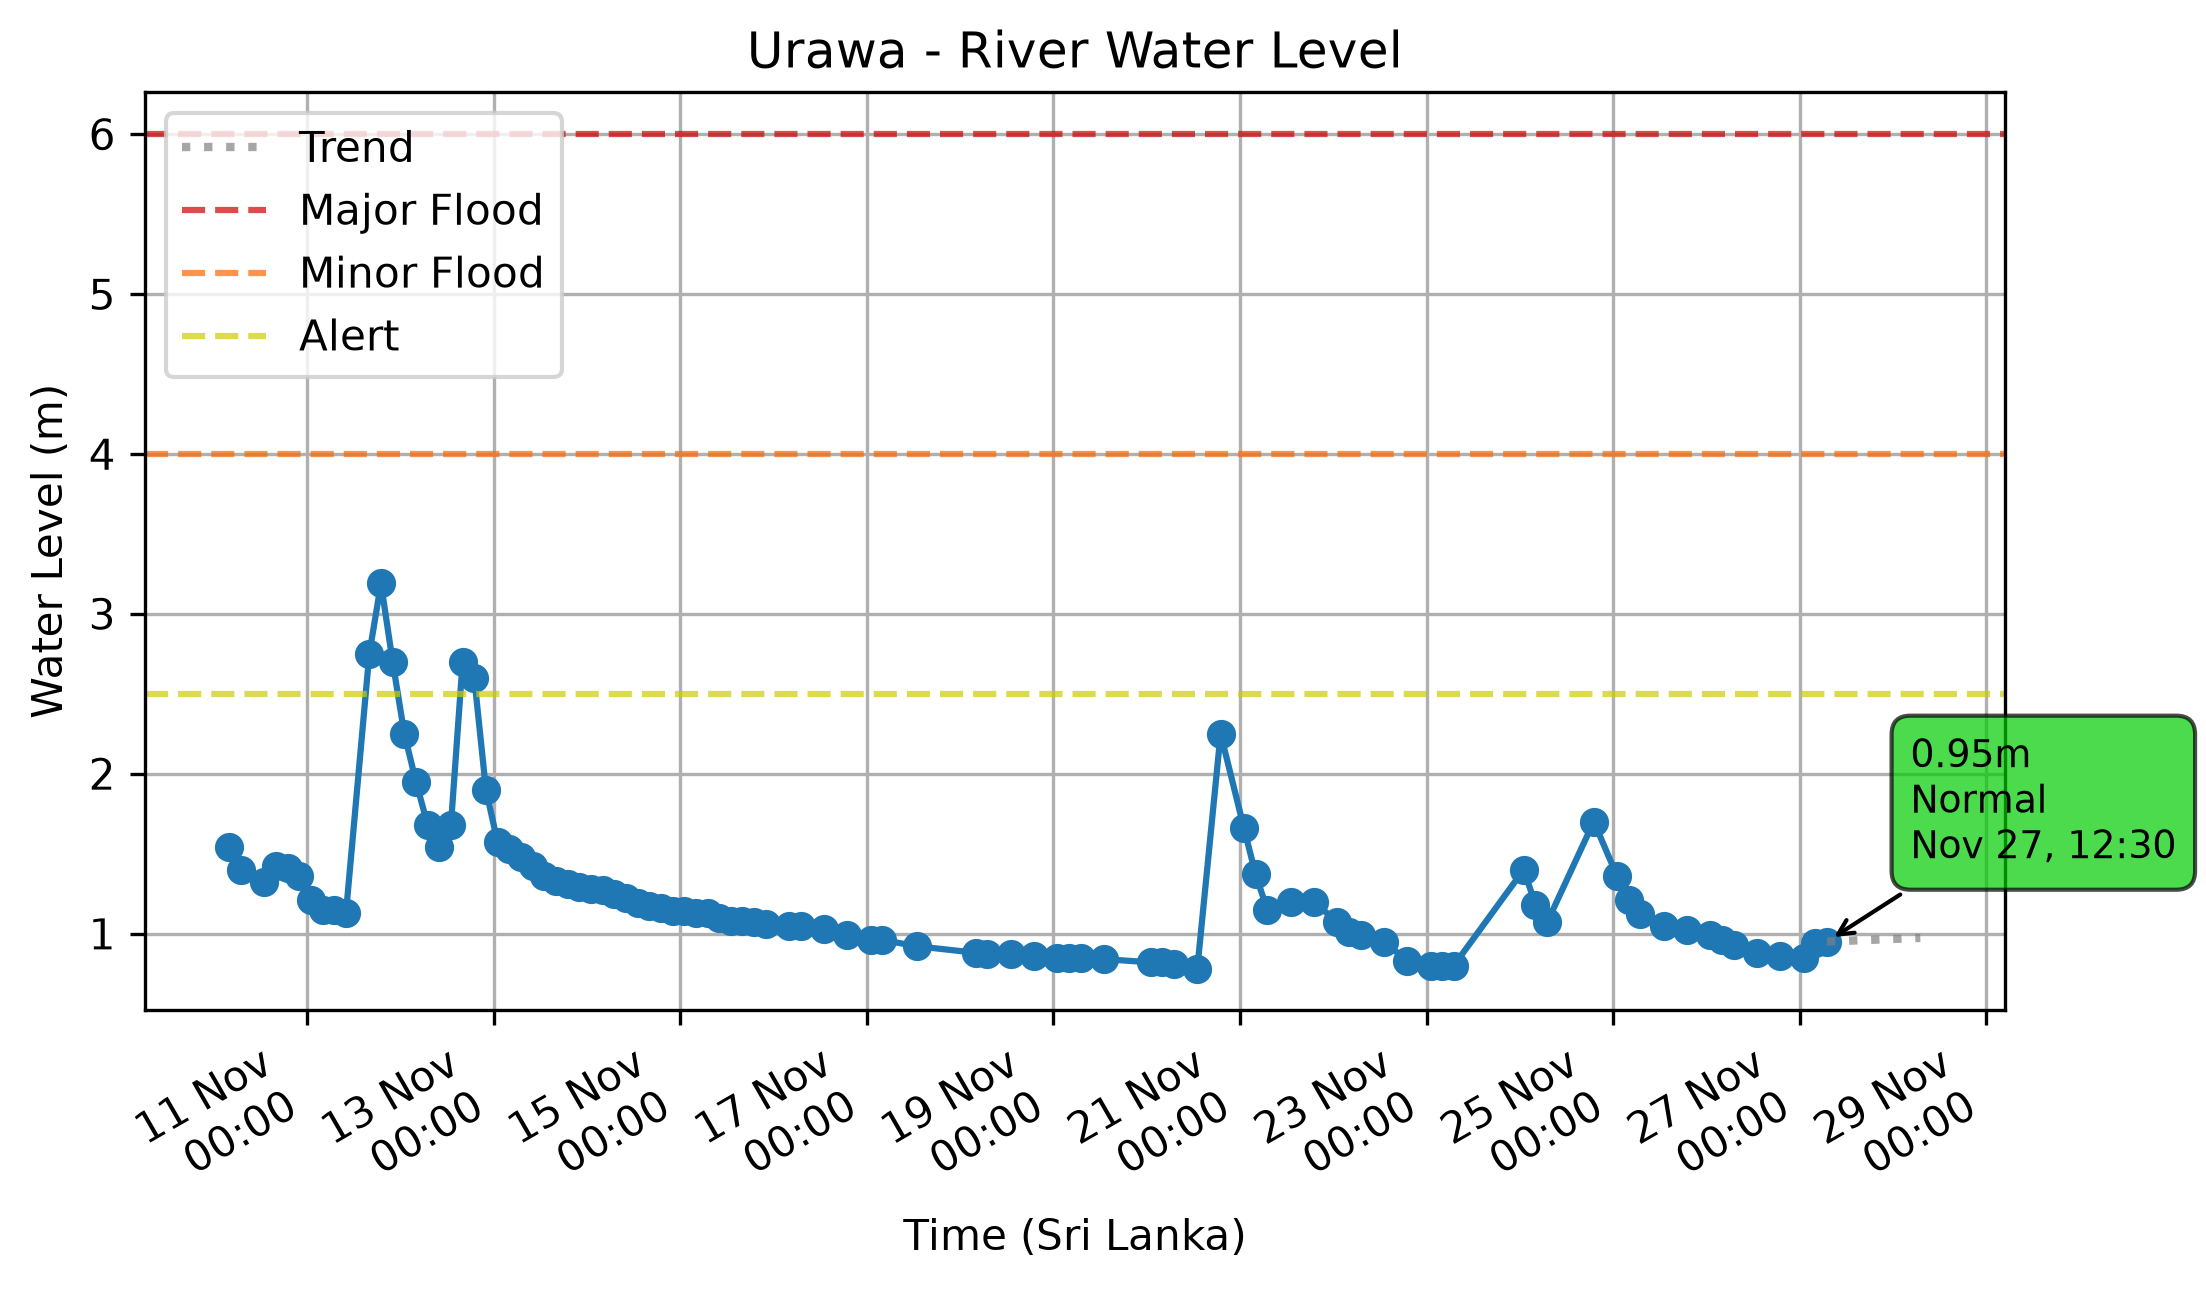 Urawa - River Water Level
Trend
Major Flood
Minor Flood
Alert
6
5
4
3
2
1
Water Level (m)
0.95m
Normal
Nov 27, 12:30
11 Nov
00:00
13 Nov
00:00
15 Nov
00:00
17 Nov
00:00
19 Nov
00:00
21 Nov
00:00
23 Nov
00:00
25 Nov
00:00
27 Nov
00:00
29 Nov
00:00
Time (Sri Lanka)